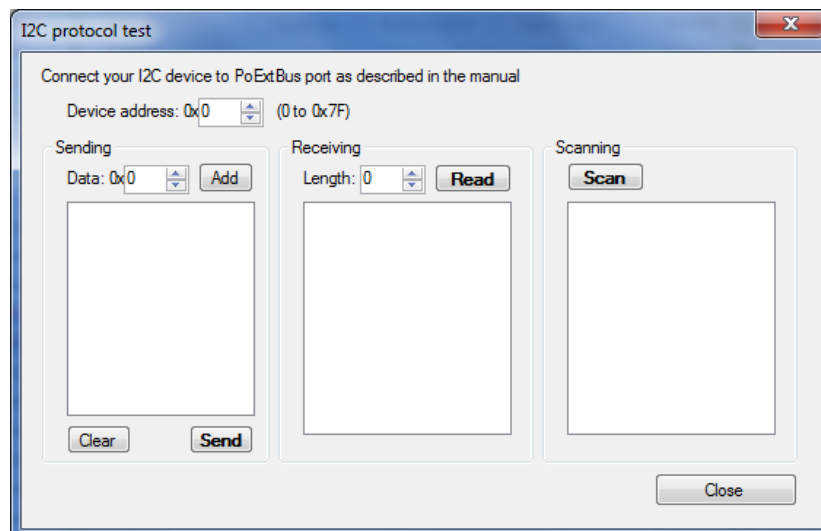 I2C protocol test
Connect your I2C device to PoExtBus port as described in the manual
Device address: 0x0 (0 to 0x7F)
Sending
Data: 0x0 Add
Clear Send
Receiving
Length: 0 Read
Scanning
Scan
Close